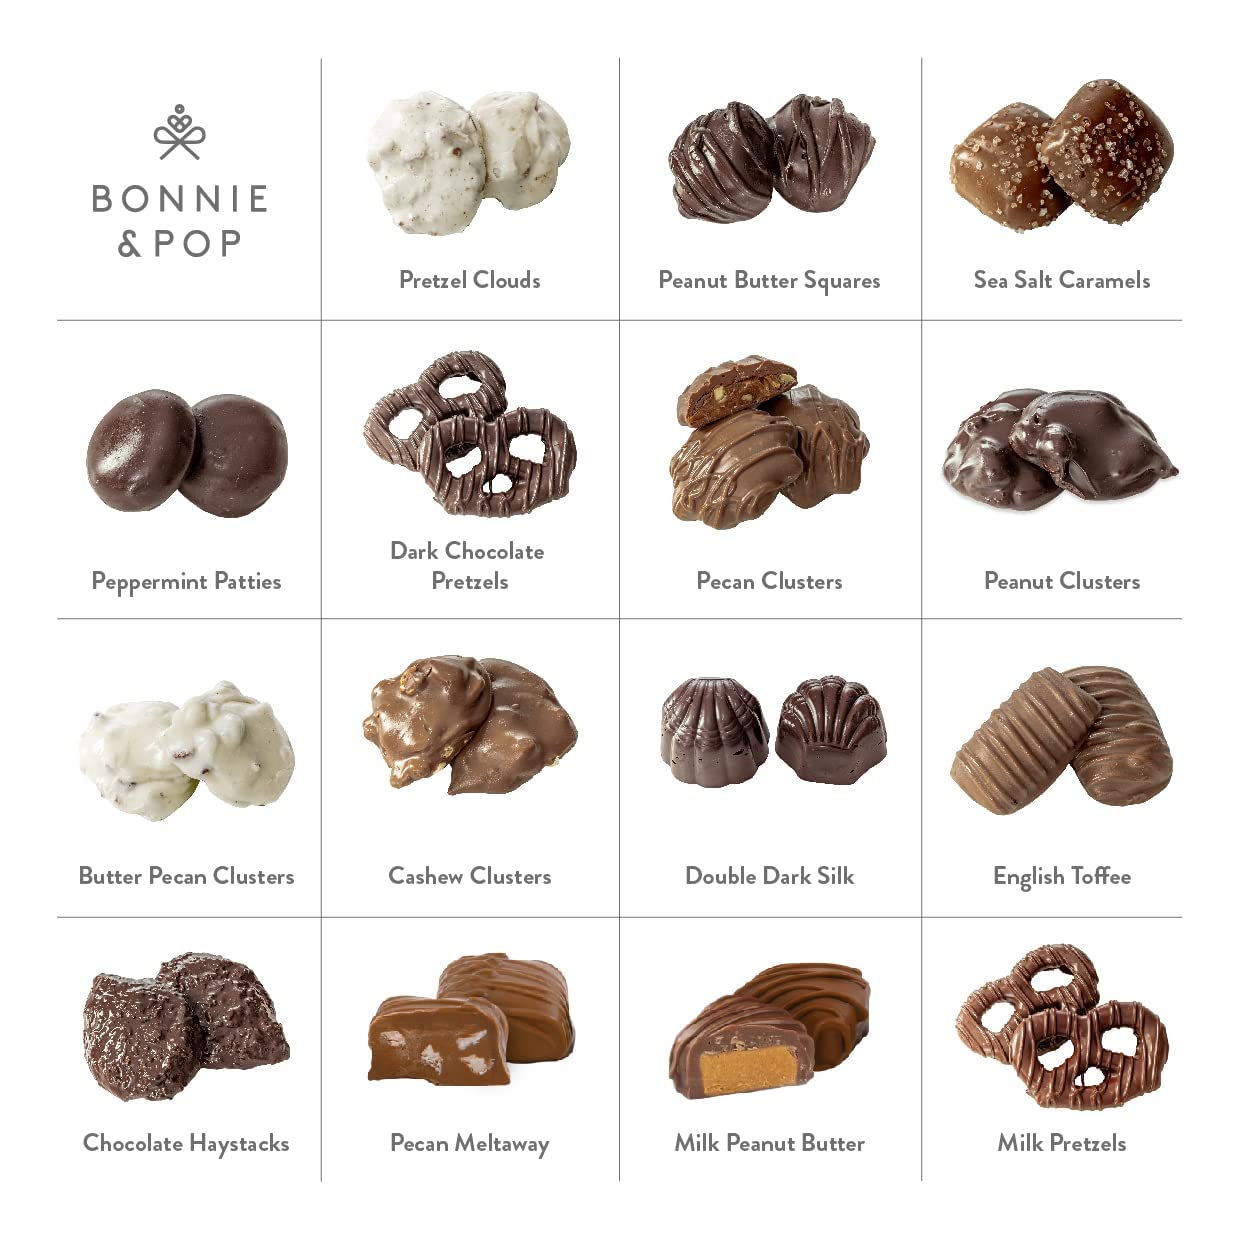 BONNIE
& POP
Pretzel Clouds
Peanut Butter Squares
Sea Salt Caramels
Peppermint Patties
Dark Chocolate
Pretzels
Pecan Clusters
Peanut Clusters
Butter Pecan Clusters
Cashew Clusters
Double Dark Silk
English Toffee
Chocolate Haystacks
Pecan Meltaway
Milk Peanut Butter
Milk Pretzels